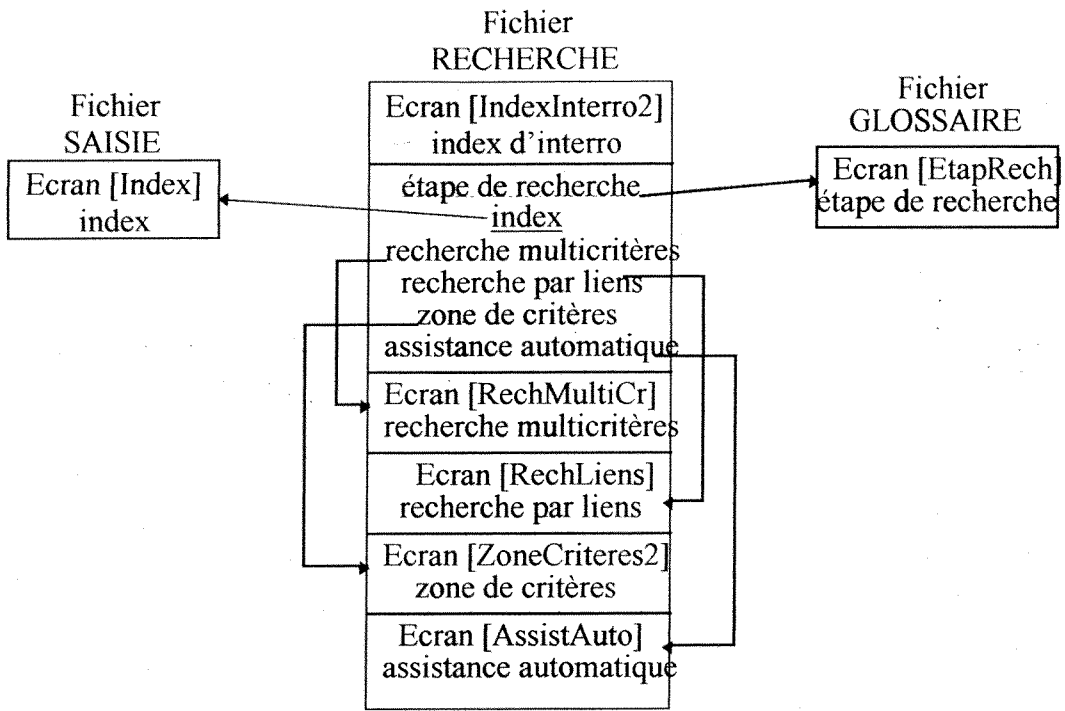 Fichier
RECHERCHE
Fichier
SAISIE
Fichier
GLOSSAIRE
Ecran [Index]
index
Ecran [IndexInterro2]
index d'interro
étape de recherche
index
recherche multicritères
recherche par liens
zone de critères
assistance automatique
Ecran [RechMultiCr]
recherche multicritères
Ecran [RechLiens]
recherche par liens
Ecran [ZoneCriteres2]
zone de critères
Ecran [AssistAuto]
assistance automatique
Ecran [EtapRech]
étape de recherche